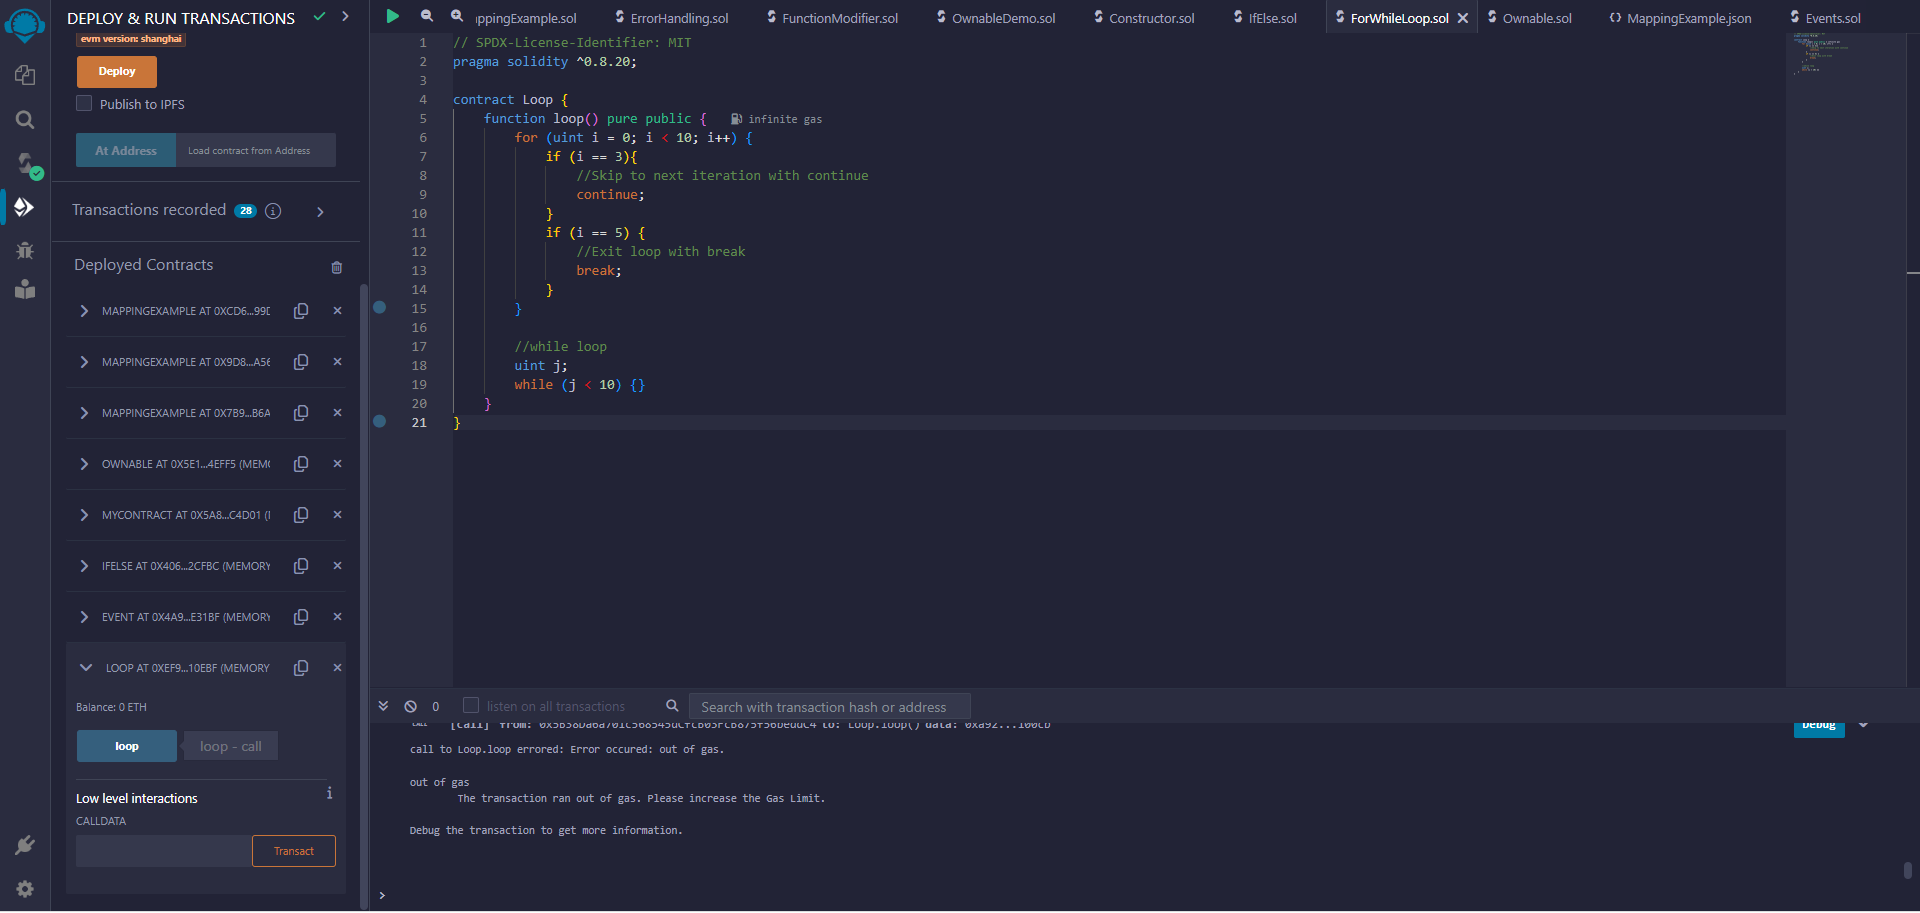 DEPLOY & RUN TRANSACTIONS
evm version: shanghai
Deploy
Publish to IPFS
At Address
Load contract from Address
Transactions recorded 28
Deployed Contracts
MAPPINGEXAMPLE AT 0XCD6...99D
MAPPINGEXAMPLE AT 0X9D8...A56
MAPPINGEXAMPLE AT 0X7B9...B6A
OWNABLE AT 0X5E1...4EFF5 (MEMO
MYCONTRACT AT 0X5A8...C4D01 (
IFELSE AT 0X406...2CFBC (MEMORY
EVENT AT 0X4A9...E31BF (MEMORY
LOOP AT 0XEF9...10EBF (MEMORY
Balance: 0 ETH
loop
loop - call
Low level interactions
CALLDATA
Transact
appingExample.sol
ErrorHandling.sol
FunctionModifier.sol
OwnableDemo.sol
Constructor.sol
IfElse.sol
ForWhileLoop.sol
Ownable.sol
{} MappingExample.json
Events.sol
1 // SPDX-License-Identifier: MIT
2 pragma solidity ^0.8.20;
3
4 contract Loop {
5 function loop() pure public { infinite gas
6 for (uint i = 0; i < 10; i++) {
7 if (i == 3){
8 //Skip to next iteration with continue
9 continue;
10 }
11 if (i == 5) {
12 //Exit loop with break
13 break;
14 }
15 }
16
17 //while loop
18 uint j;
19 while (j < 10) {}
20 }
21 }
0
listen on all transactions
Search with transaction hash or address
to: Loop.loop() data: 0xa92...100cb
Debug
call to Loop.loop errored: Error occured: out of gas.
out of gas
The transaction ran out of gas. Please increase the Gas Limit.
Debug the transaction to get more information.
>